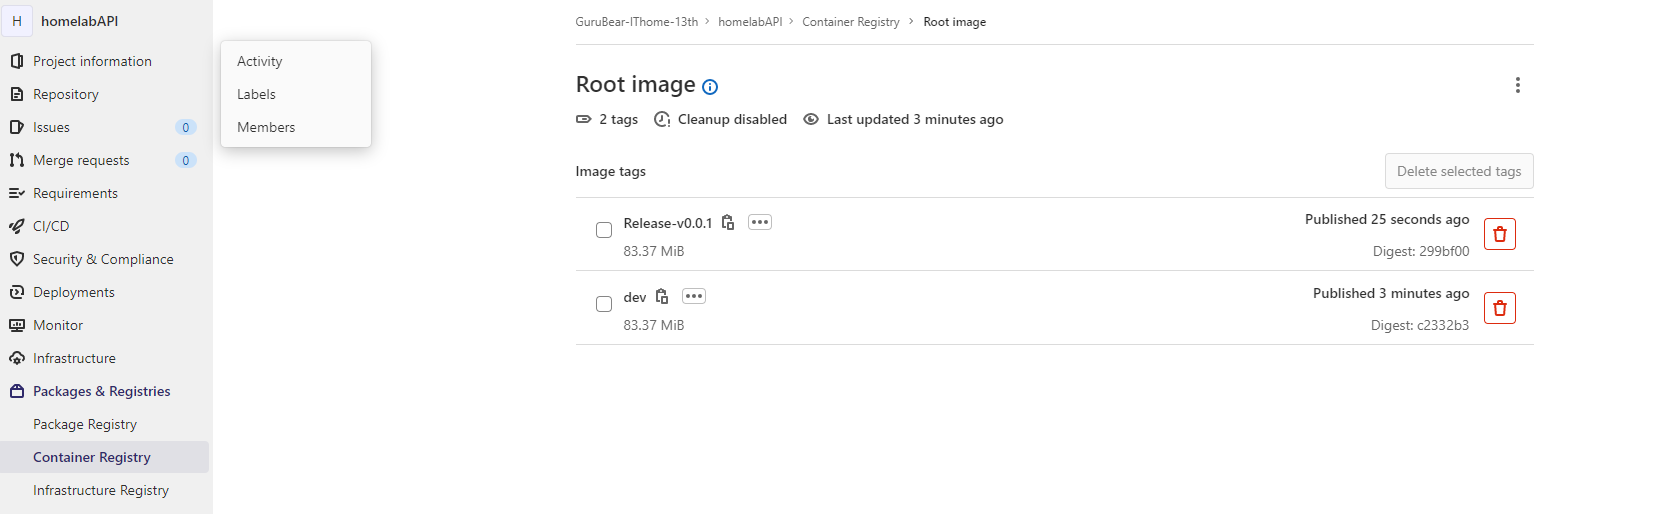 H homelabAPI
Project information
Repository
Issues 0
Merge requests 0
Requirements
CI/CD
Security & Compliance
Deployments
Monitor
Infrastructure
Packages & Registries
Package Registry
Container Registry
Infrastructure Registry
Activity
Labels
Members
GuruBear-IThome-13th › homelabAPI › Container Registry › Root image
Root image
2 tags Cleanup disabled Last updated 3 minutes ago
Image tags Delete selected tags
Release-v0.0.1 Published 25 seconds ago
83.37 MiB Digest: 299bf00
dev Published 3 minutes ago
83.37 MiB Digest: c2332b3